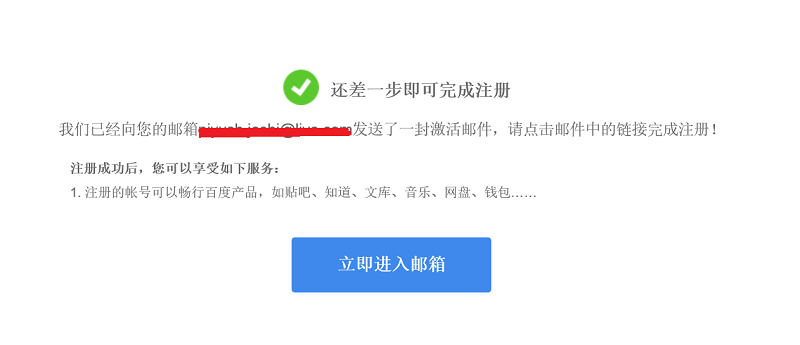 还差一步即可完成注册
我们已经向您的邮箱发送了一封激活邮件，请点击邮件中的链接完成注册！
注册成功后，您可以享受如下服务：
1. 注册的帐号可以畅行百度产品，如贴吧、知道、文库、音乐、网盘、钱包……
立即进入邮箱